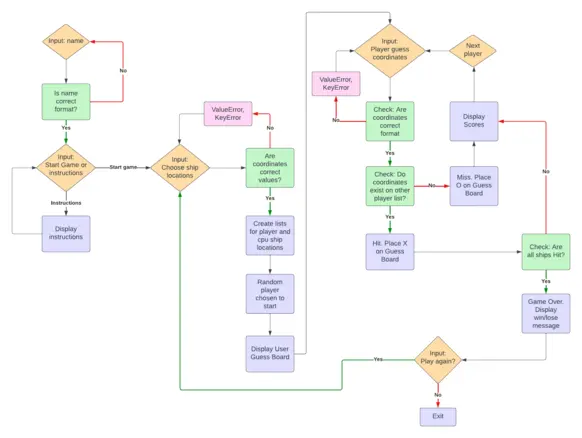 Input: name
No
Is name
correct
format?
Yes
Input:
Start Game or
instructions
Start game
Instructions
Display
instructions
ValueError,
KeyError
No
Input:
Choose ship
locations
Are
coordinates
correct
values?
Yes
Create lists
for player and
cpu ship
locations
Random
player
chosen to
start
Display User
Guess Board
Input:
Player guess
coordinates
Next
player
ValueError,
KeyError
No
Check: Are
coordinates
correct
format
Yes
Display
Scores
Check: Do
coordinates
exist on other
player list?
No
Miss. Place
O on Guess
Board
No
Yes
Hit. Place X
on Guess
Board
Check: Are
all ships Hit?
Yes
Game Over.
Display
win/lose
message
Input:
Play again?
Yes
No
Exit